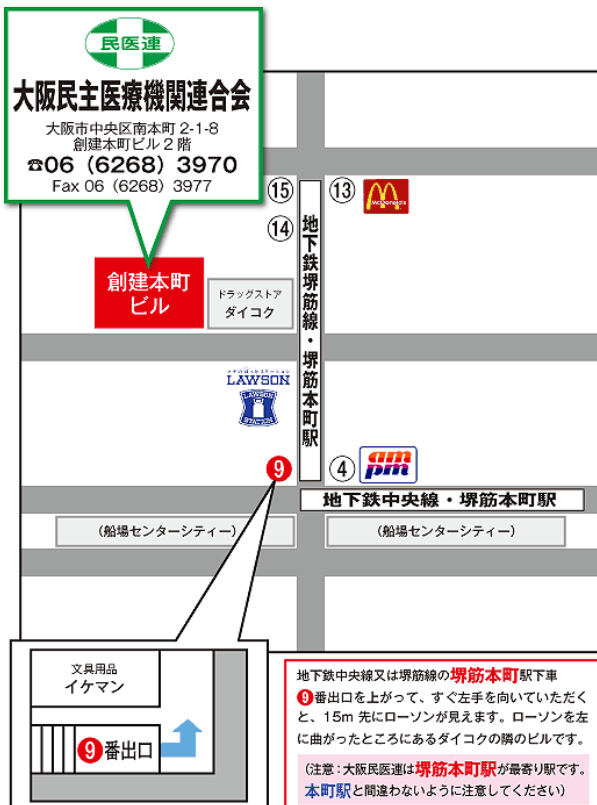 民医連
大阪民主医療機関連合会
大阪市中央区南本町 2-1-8
創建本町ビル 2 階
☎06（6268）3970
Fax 06（6268）3977
⑮
⑬
McDonald's
⑭
地下鉄堺筋線・堺筋本町駅
創建本町
ビル
ドラッグストア
ダイコク
LAWSON
LAWSON
STATION
❾
④
am
pm
地下鉄中央線・堺筋本町駅
（船場センターシティー）
（船場センターシティー）
文具用品
イケマン
❾番出口
地下鉄中央線又は堺筋線の堺筋本町駅下車
❾番出口を上がって、すぐ左手を向いていただく
と、15m 先にローソンが見えます。ローソンを左
に曲がったところにあるダイコクの隣のビルです。
（注意：大阪民医連は堺筋本町駅が最寄り駅です。
本町駅と間違わないように注意してください）